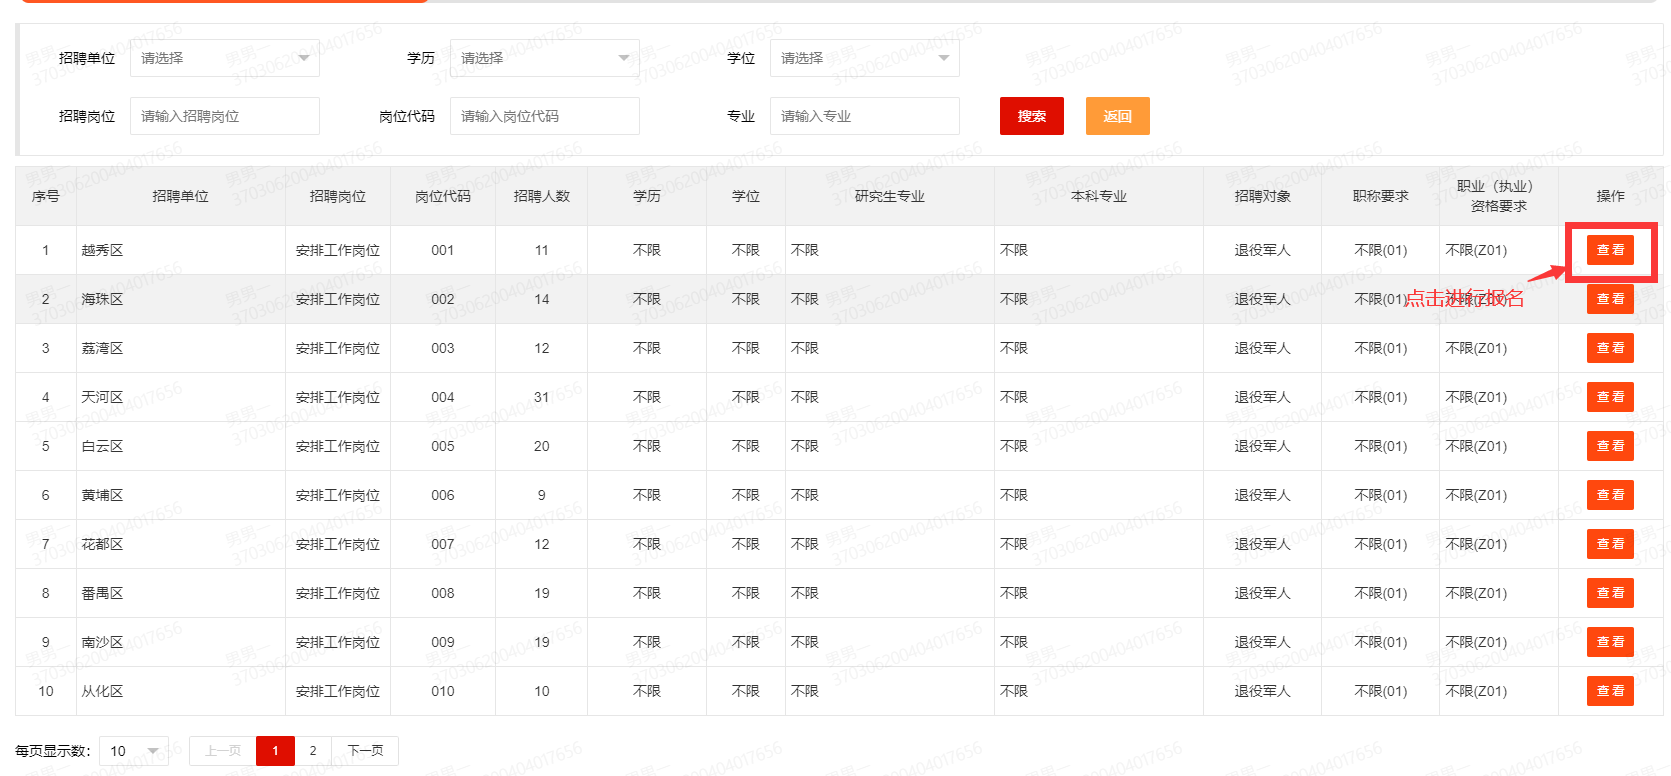 招聘单位 请选择 学历 请选择 学位 请选择
招聘岗位 请输入招聘岗位 岗位代码 请输入岗位代码 专业 请输入专业 搜索 返回
序号 招聘单位 招聘岗位 岗位代码 招聘人数 学历 学位 研究生专业 本科专业 招聘对象 职称要求 职业（执业）资格要求 操作
1 越秀区 安排工作岗位 001 11 不限 不限 不限 不限 退役军人 不限(01) 不限(Z01) 查看
2 海珠区 安排工作岗位 002 14 不限 不限 不限 不限 退役军人 不限(01) 不限(Z01) 查看
点击进行报名
3 荔湾区 安排工作岗位 003 12 不限 不限 不限 不限 退役军人 不限(01) 不限(Z01) 查看
4 天河区 安排工作岗位 004 31 不限 不限 不限 不限 退役军人 不限(01) 不限(Z01) 查看
5 白云区 安排工作岗位 005 20 不限 不限 不限 不限 退役军人 不限(01) 不限(Z01) 查看
6 黄埔区 安排工作岗位 006 9 不限 不限 不限 不限 退役军人 不限(01) 不限(Z01) 查看
7 花都区 安排工作岗位 007 12 不限 不限 不限 不限 退役军人 不限(01) 不限(Z01) 查看
8 番禺区 安排工作岗位 008 19 不限 不限 不限 不限 退役军人 不限(01) 不限(Z01) 查看
9 南沙区 安排工作岗位 009 19 不限 不限 不限 不限 退役军人 不限(01) 不限(Z01) 查看
10 从化区 安排工作岗位 010 10 不限 不限 不限 不限 退役军人 不限(01) 不限(Z01) 查看
每页显示数: 10 上一页 1 2 下一页
男男一
370306200404017656